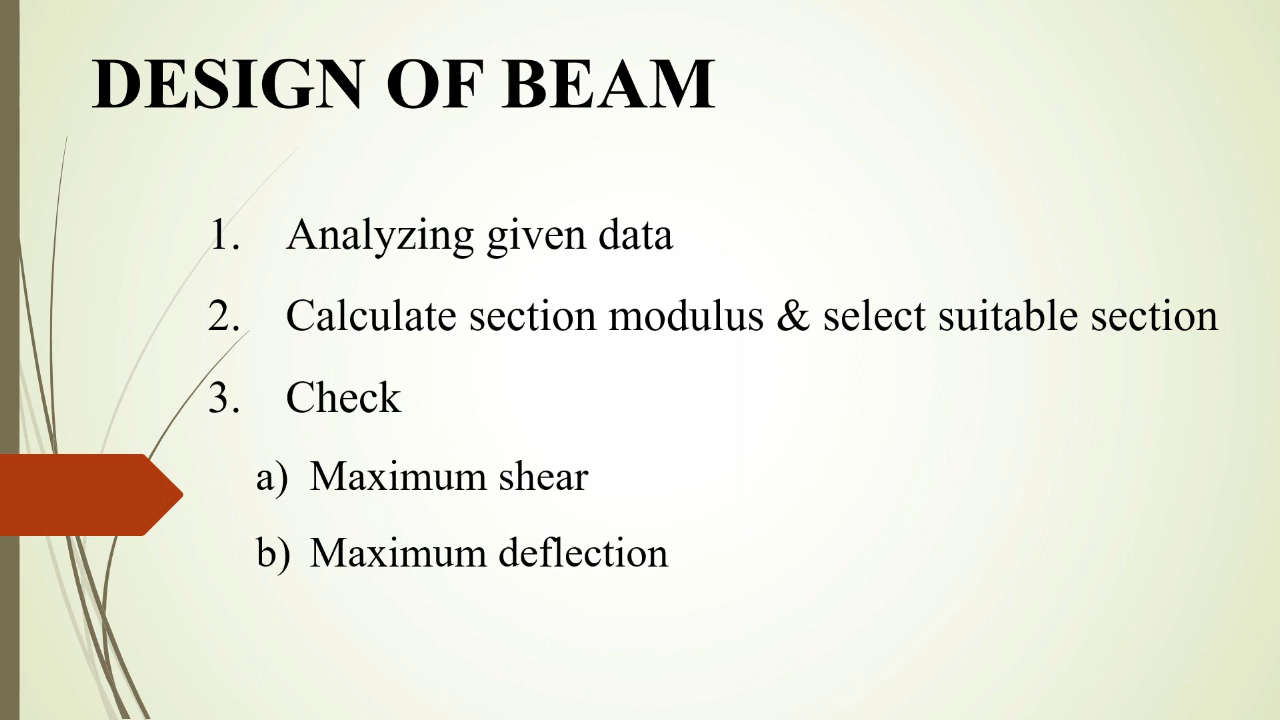 DESIGN OF BEAM
1. Analyzing given data
2. Calculate section modulus & select suitable section
3. Check
a) Maximum shear
b) Maximum deflection